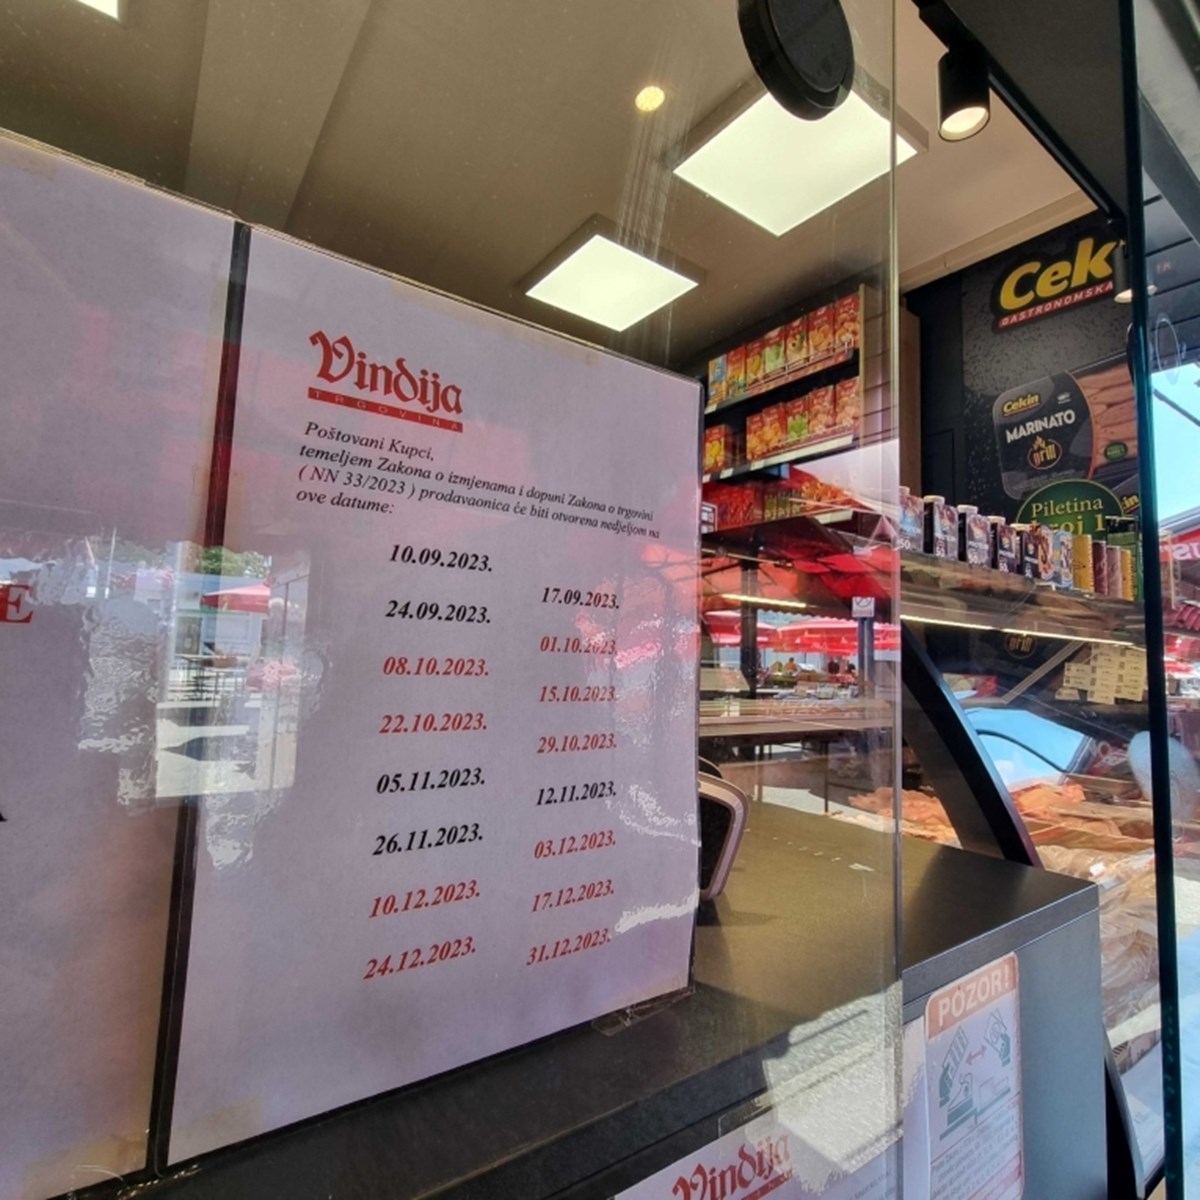 Vindija
TRGOVINA
Poštovani Kupci,
temeljem Zakona o izmjenama i dopuni Zakona o trgovini
( NN 33/2023 ) prodavaonica će biti otvorena nedjeljom na
ove datume:
10.09.2023.
17.09.2023.
24.09.2023.
01.10.2023.
08.10.2023.
15.10.2023.
22.10.2023.
29.10.2023.
05.11.2023.
12.11.2023.
26.11.2023.
03.12.2023.
10.12.2023.
17.12.2023.
24.12.2023.
31.12.2023.
E
Cek
GASTRONOMSKA
Cekin
MARINATO
grill
Piletina
broj 1
POZOR!
Vindija